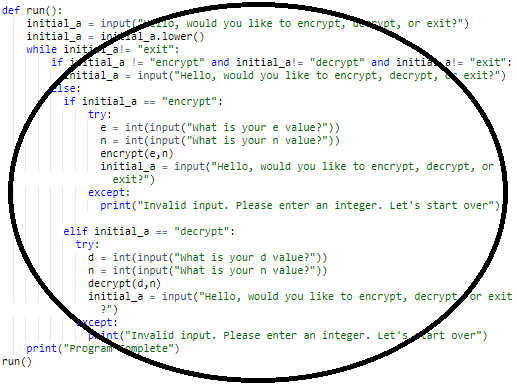 def run():
initial_a = input("Hello, would you like to encrypt, decrypt, or exit?")
initial_a = initial_a.lower()
while initial_a!= "exit":
if initial_a != "encrypt" and initial_a!= "decrypt" and initial_a!= "exit":
initial_a = input("Hello, would you like to encrypt, decrypt, or exit?")
else:
if initial_a == "encrypt":
try:
e = int(input("What is your e value?"))
n = int(input("What is your n value?"))
encrypt(e,n)
initial_a = input("Hello, would you like to encrypt, decrypt, or
exit?")
except:
print("Invalid input. Please enter an integer. Let's start over")
elif initial_a == "decrypt":
try:
d = int(input("What is your d value?"))
n = int(input("What is your n value?"))
decrypt(d,n)
initial_a = input("Hello, would you like to encrypt, decrypt, or exit
?")
except:
print("Invalid input. Please enter an integer. Let's start over")
print("Program Complete")
run()